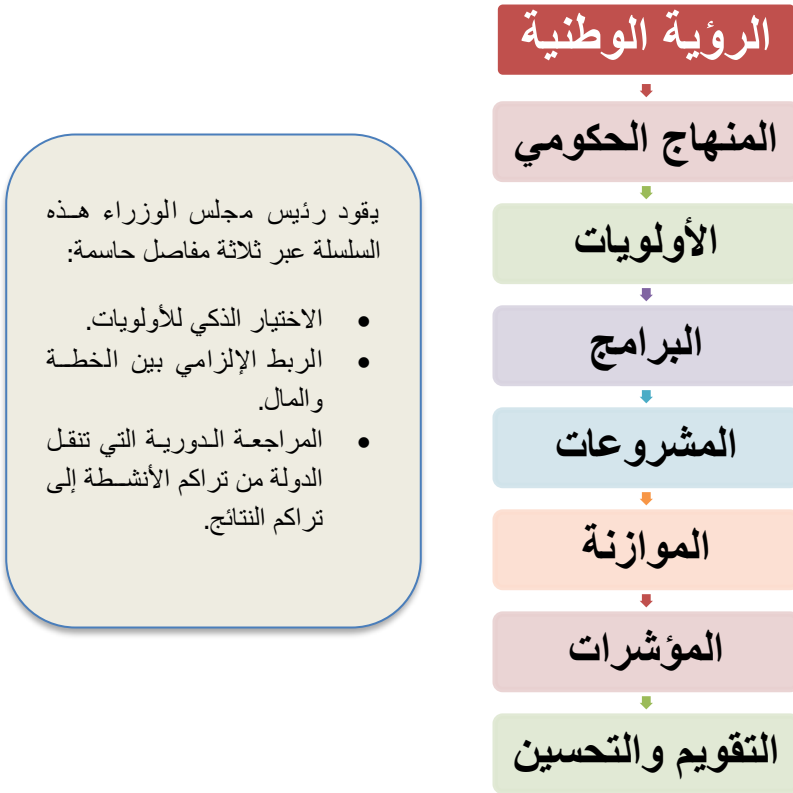 الرؤية الوطنية
المنهاج الحكومي
الأولويات
البرامج
المشروعات
الموازنة
المؤشرات
التقويم والتحسين
يقود رئيس مجلس الوزراء هذه
السلسلة عبر ثلاثة مفاصل حاسمة:
• الاختيار الذكي للأولويات.
• الربط الإلزامي بين الخطة
والمال.
• المراجعة الدورية التي تنقل
الدولة من تراكم الأنشطة إلى
تراكم النتائج.